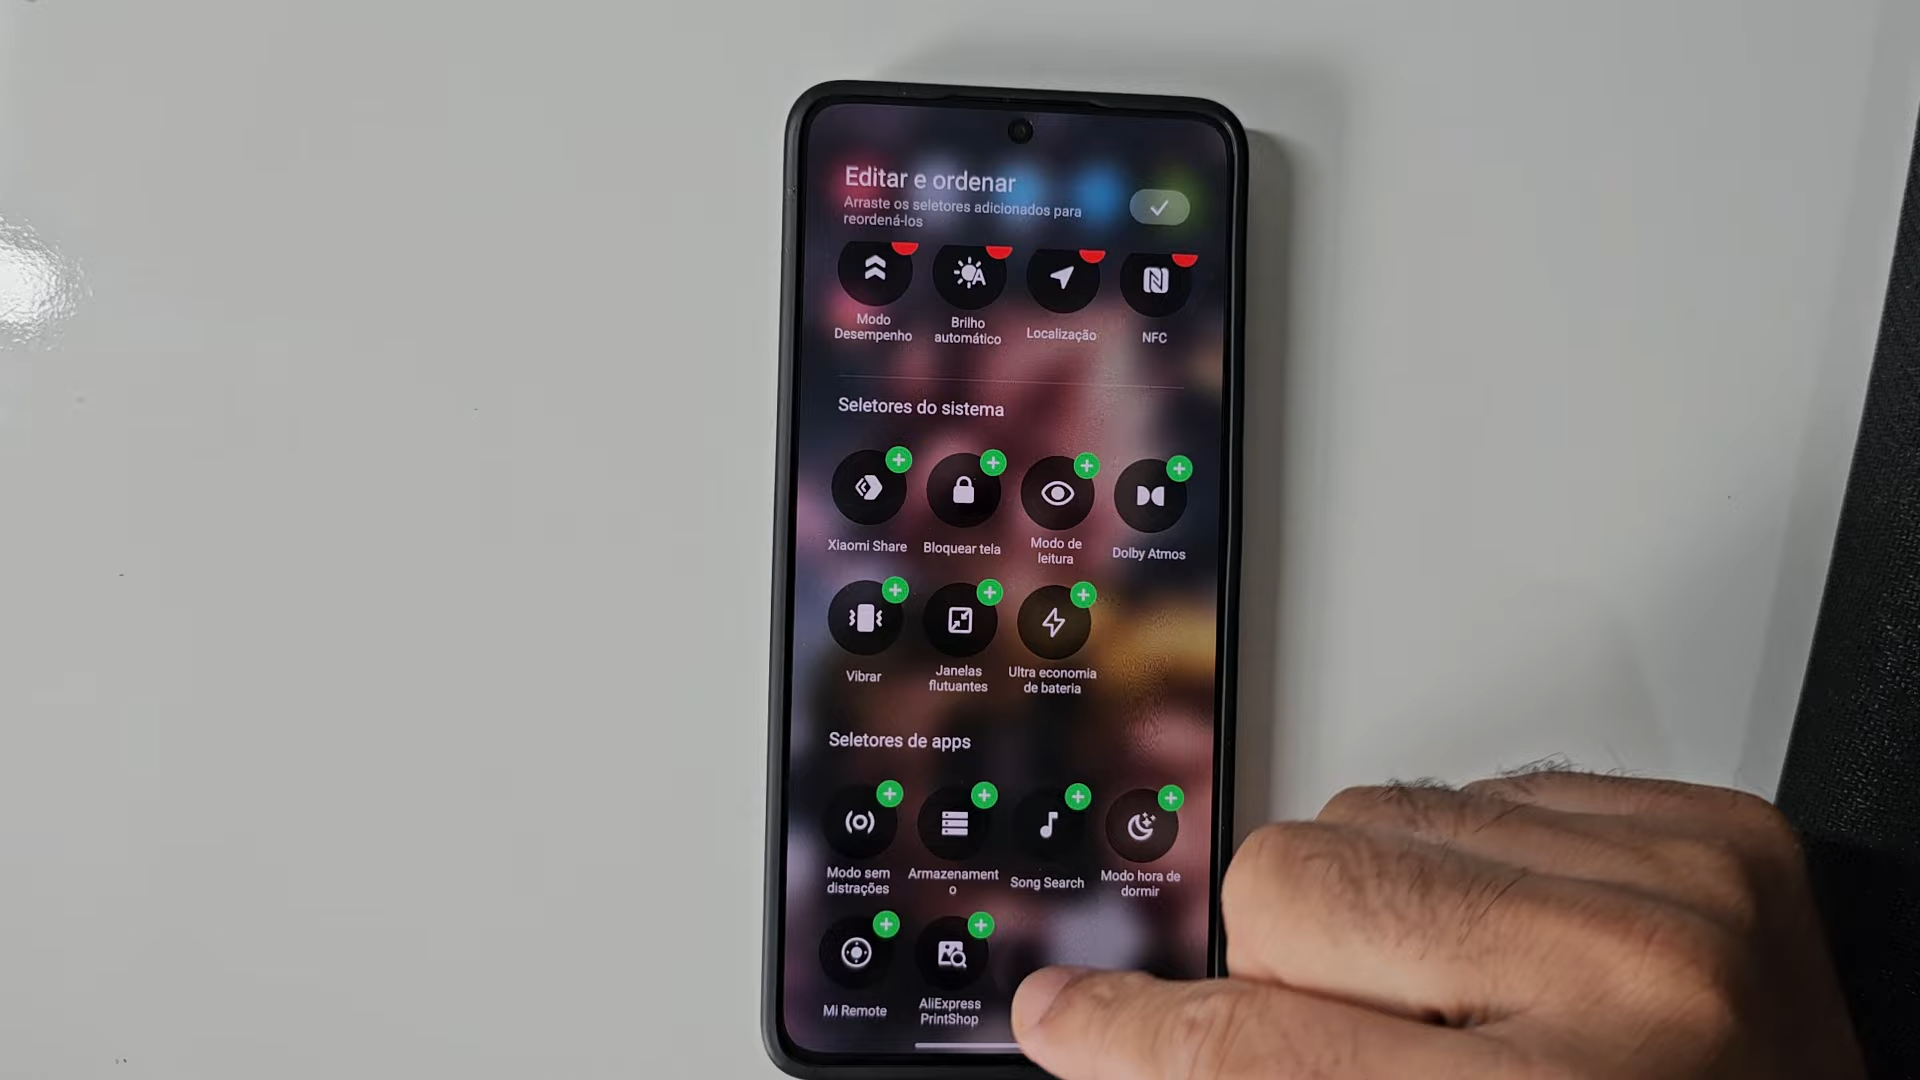 Editar e ordenar
Arraste os seletores adicionados para
reordená-los
Modo
Desempenho
Brilho
automático
Localização
NFC
Seletores do sistema
Xiaomi Share
Bloquear tela
Modo de
leitura
Dolby Atmos
Vibrar
Janelas
flutuantes
Ultra economia
de bateria
Seletores de apps
Modo sem
distrações
Armazenament
o
Song Search
Modo hora de
dormir
Mi Remote
AliExpress
PrintShop